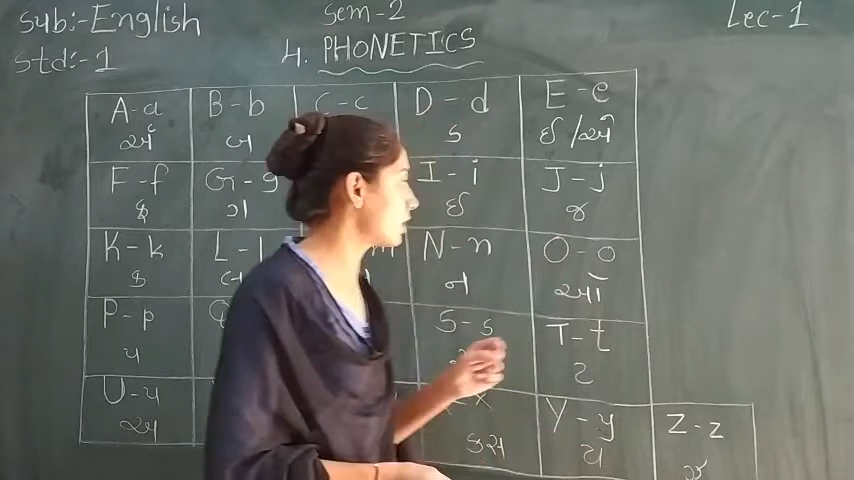 Sub:-English
Sem-2
Lec-1
Std:-1
4. PHONETICS
A-a B-b C-c D-d E-e
ઍ બ ડ ઈ/ઍ
F-f G-g I-i J-j
ફ ગ ઈ જ
K-k L-l m N-n O-o
ક લ ન ઑ
P-p S-s T-t
પ ટ
U-u x Y-y Z-z
અ ક્સ ય ઝ